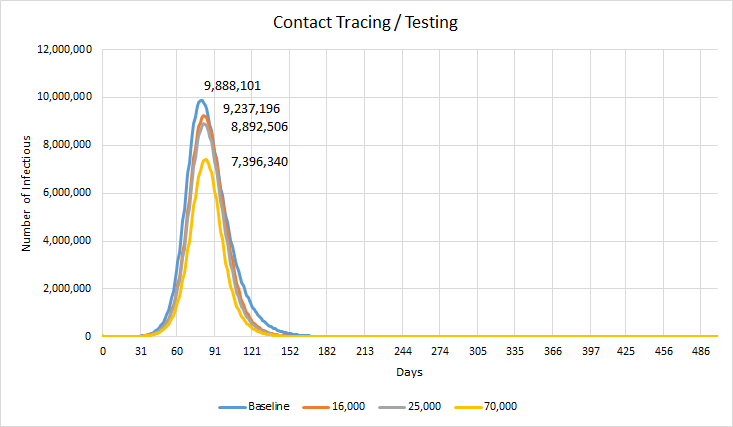 Contact Tracing / Testing
12,000,000
10,000,000
8,000,000
6,000,000
4,000,000
2,000,000
0
Number of Infectious
9,888,101
9,237,196
8,892,506
7,396,340
0 31 60 91 121 152 182 213 244 274 305 335 366 397 425 456 486
Days
Baseline 16,000 25,000 70,000